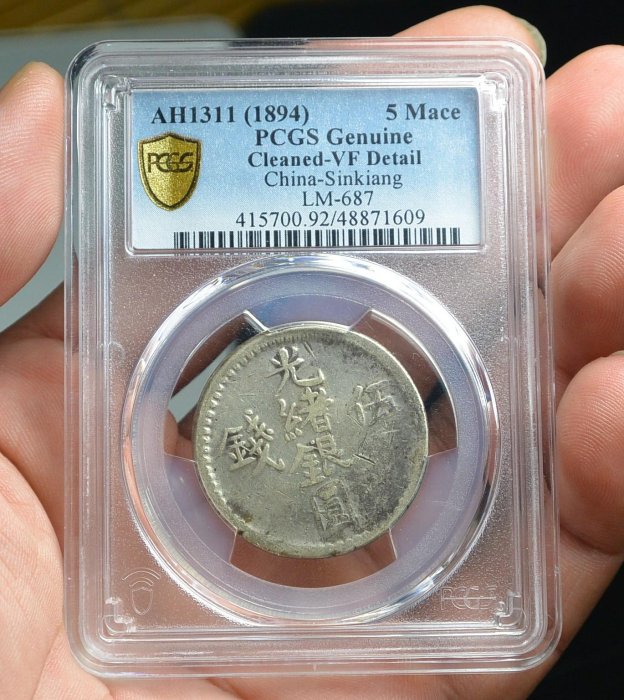 AH1311 (1894) 5 Mace
PCGS Genuine
Cleaned-VF Detail
China-Sinkiang
LM-687
415700.92/48871609
PCGS
光緒銀圓
伍
錢
PCGS